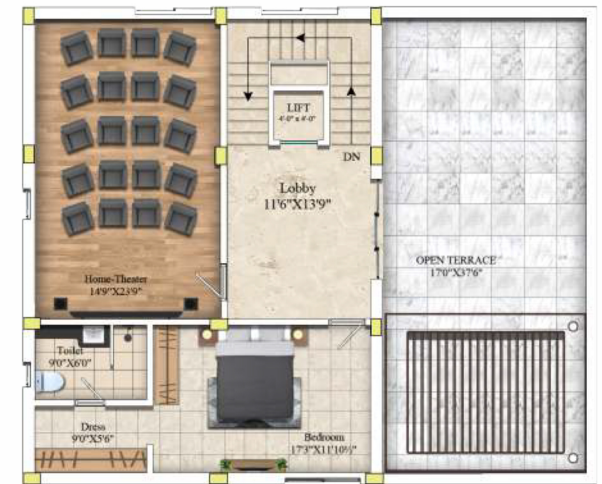 LIFT
4'-0" x 4'-0"
DN
Lobby
11'6"X13'9"
OPEN TERRACE
17'0"X37'6"
Home-Theater
14'9"X23'9"
Toilet
9'0"X6'0"
Dress
9'0"X5'6"
Bedroom
17'3"X11'10½"